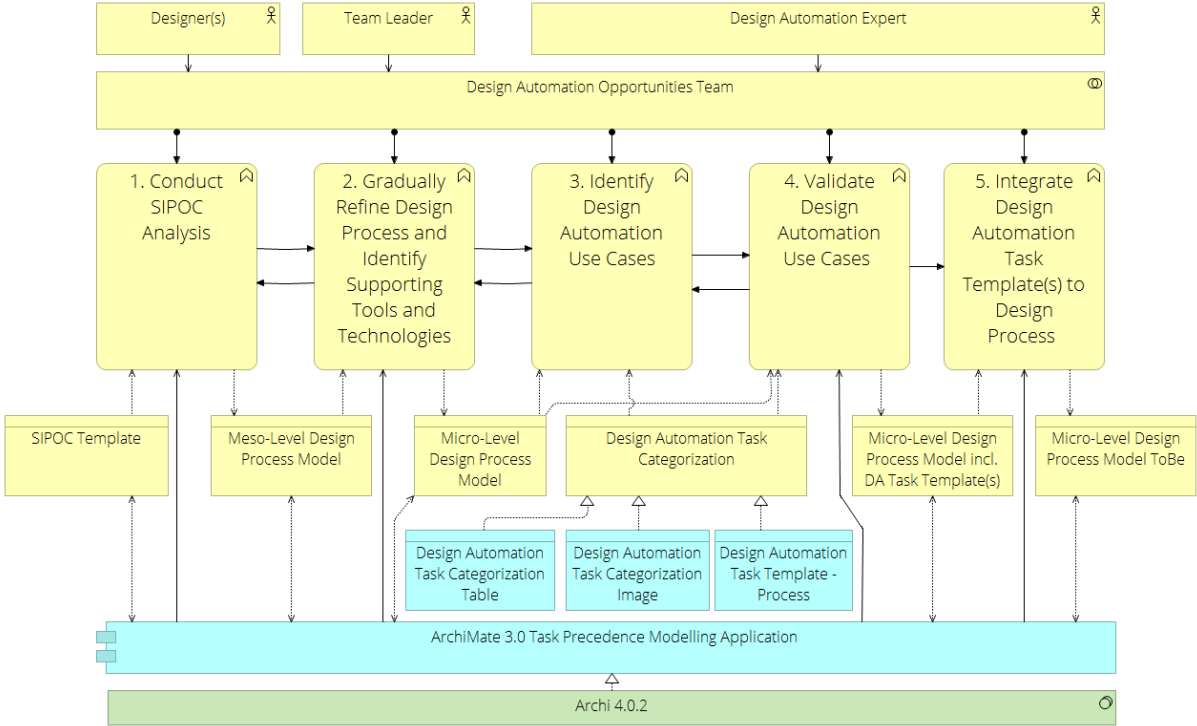 Designer(s)
Team Leader
Design Automation Expert
Design Automation Opportunities Team
1. Conduct
SIPOC
Analysis
2. Gradually
Refine Design
Process and
Identify
Supporting
Tools and
Technologies
3. Identify
Design
Automation
Use Cases
4. Validate
Design
Automation
Use Cases
5. Integrate
Design
Automation
Task
Template(s) to
Design
Process
SIPOC Template
Meso-Level Design
Process Model
Micro-Level
Design Process
Model
Design Automation Task
Categorization
Micro-Level Design
Process Model incl.
DA Task Template(s)
Micro-Level Design
Process Model ToBe
Design Automation
Task Categorization
Table
Design Automation
Task Categorization
Image
Design Automation
Task Template -
Process
ArchiMate 3.0 Task Precedence Modelling Application
Archi 4.0.2